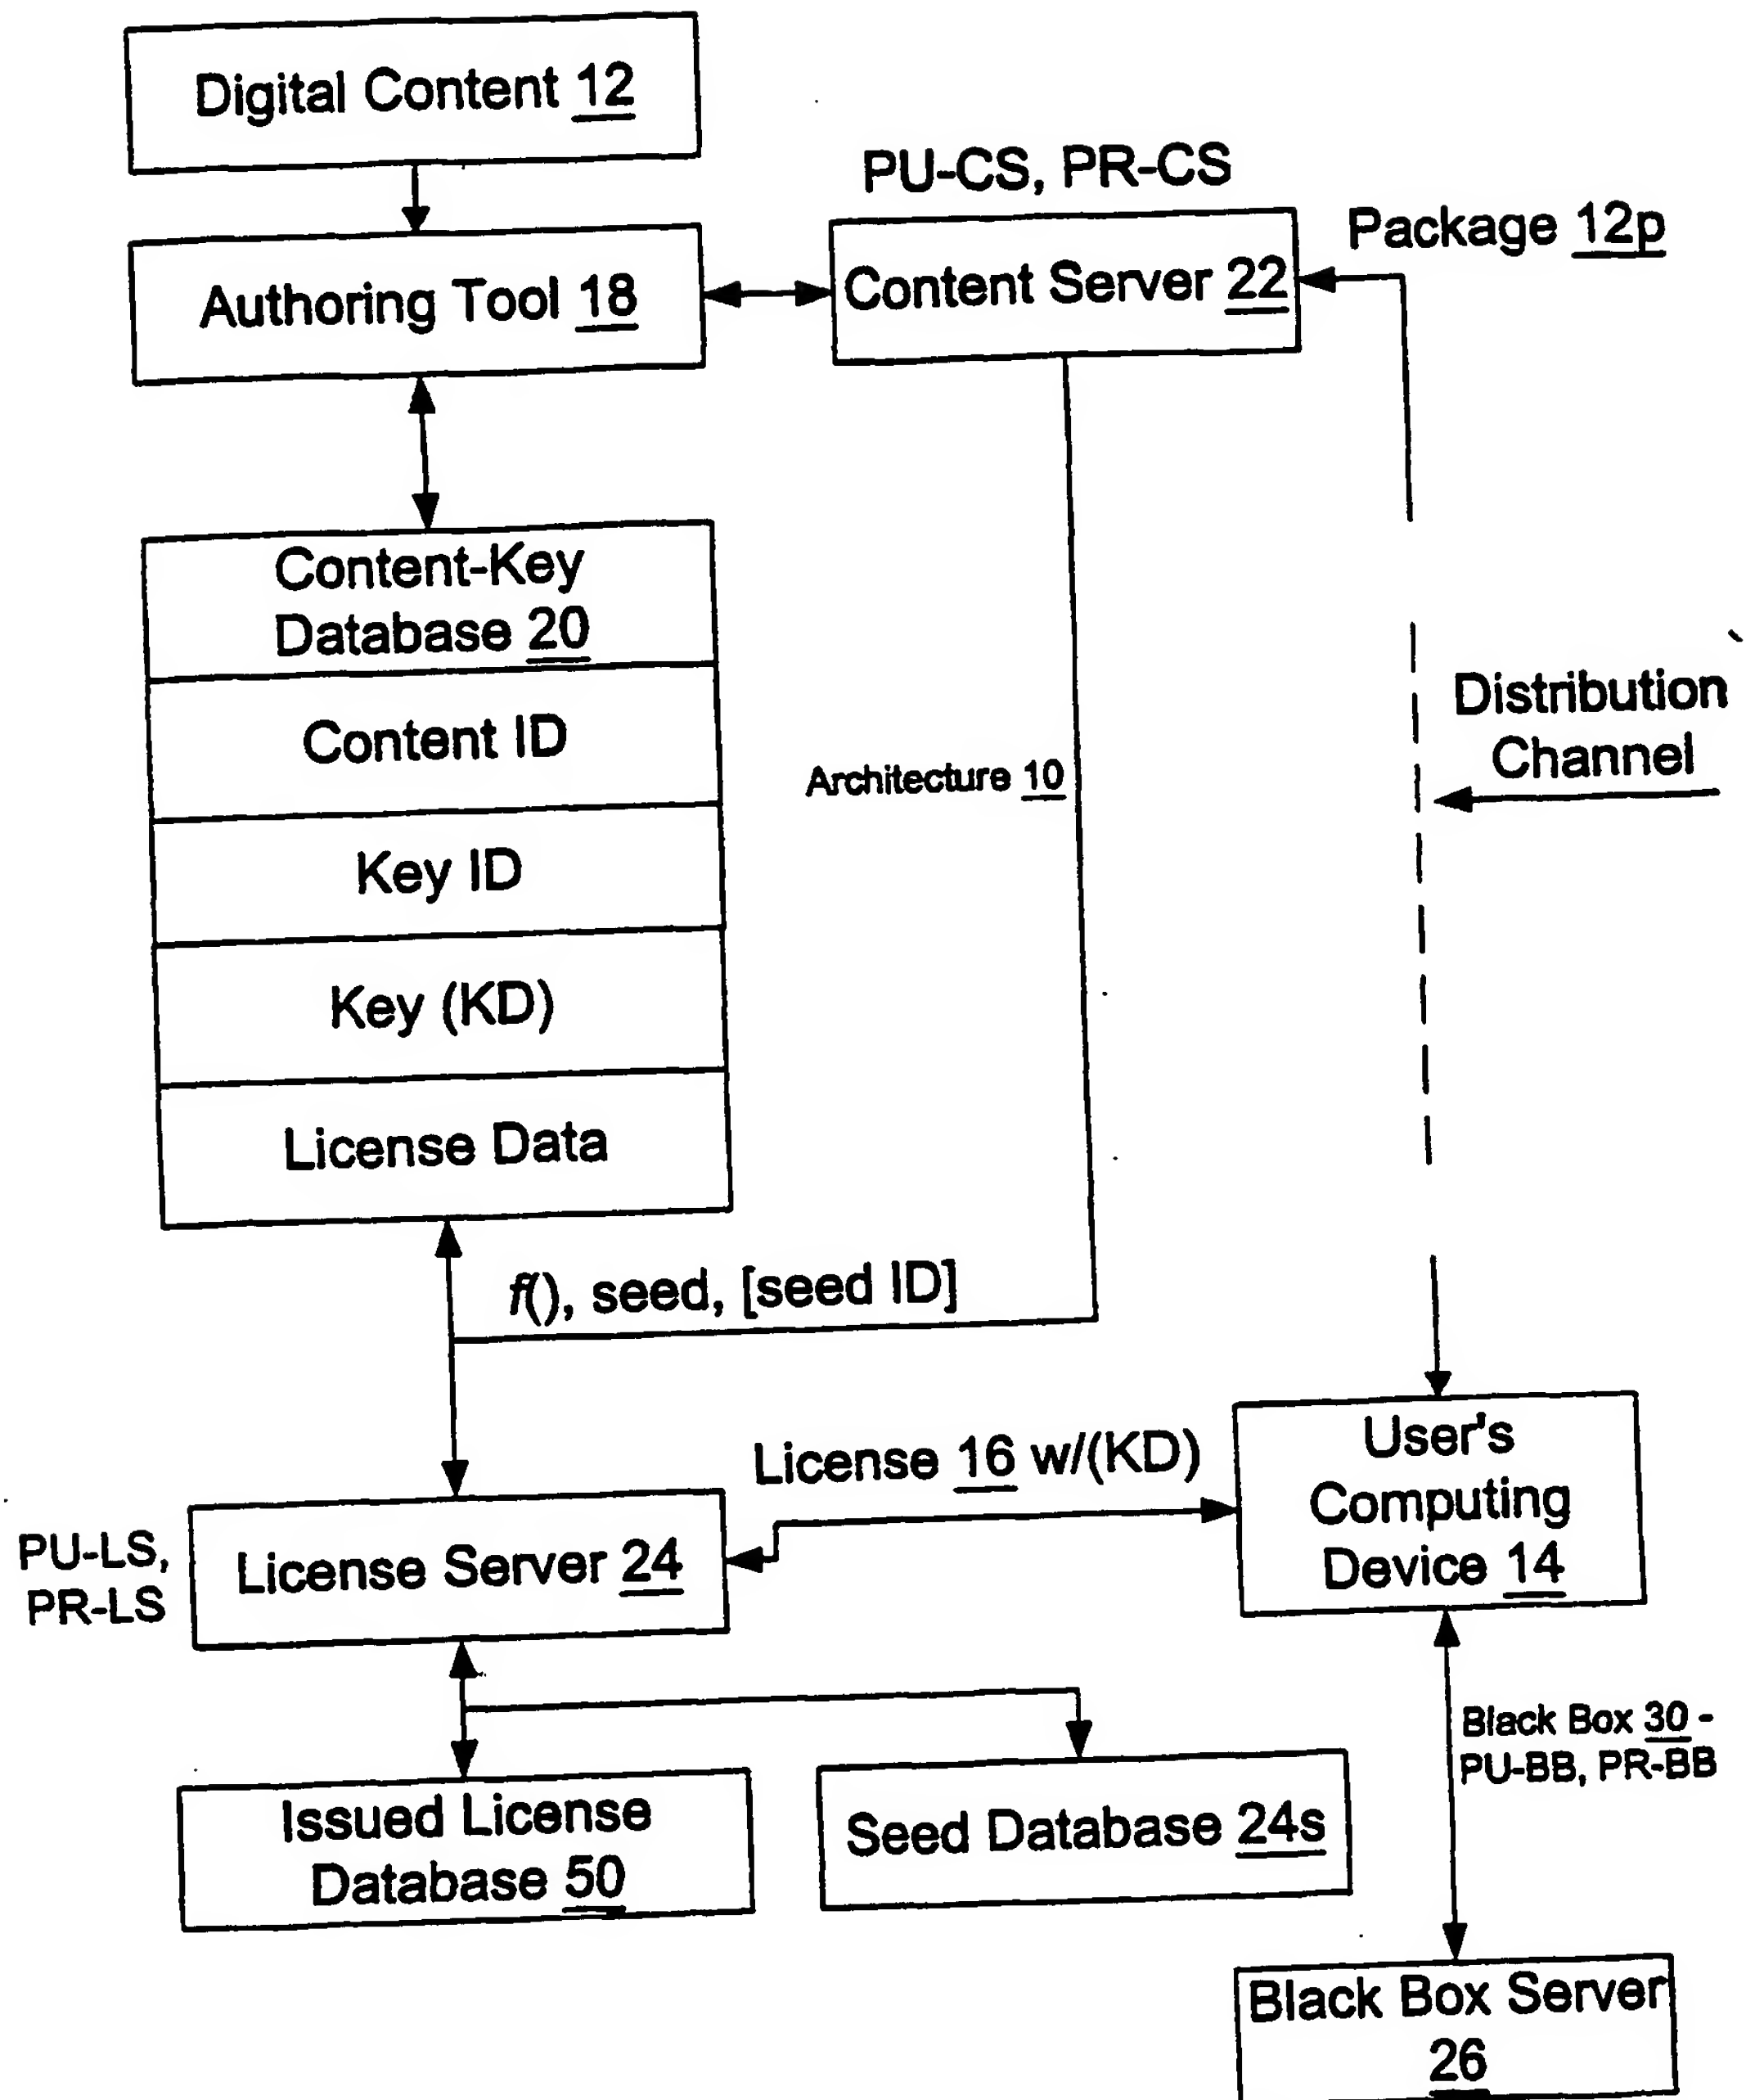 Digital Content 12
PU-CS, PR-CS
Package 12p
Authoring Tool 18
Content Server 22
Content-Key
Database 20
Content ID
Key ID
Key (KD)
License Data
Architecture 10
Distribution
Channel
f(), seed, [seed ID]
License 16 w/(KD)
User's
Computing
Device 14
PU-LS,
PR-LS
License Server 24
Black Box 30 -
PU-BB, PR-BB
Issued License
Database 50
Seed Database 24s
Black Box Server
26